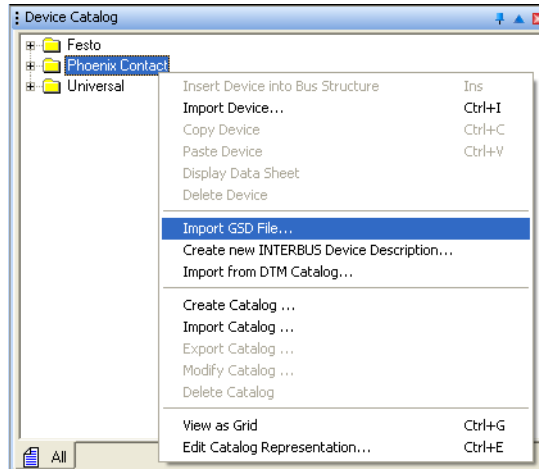 Device Catalog
Festo
Phoenix Contact
Universal
Insert Device into Bus Structure Ins
Import Device... Ctrl+I
Copy Device Ctrl+C
Paste Device Ctrl+V
Display Data Sheet
Delete Device
Import GSD File...
Create new INTERBUS Device Description...
Import from DTM Catalog...
Create Catalog ...
Import Catalog ...
Export Catalog ...
Modify Catalog ...
Delete Catalog
View as Grid Ctrl+G
Edit Catalog Representation... Ctrl+E
All